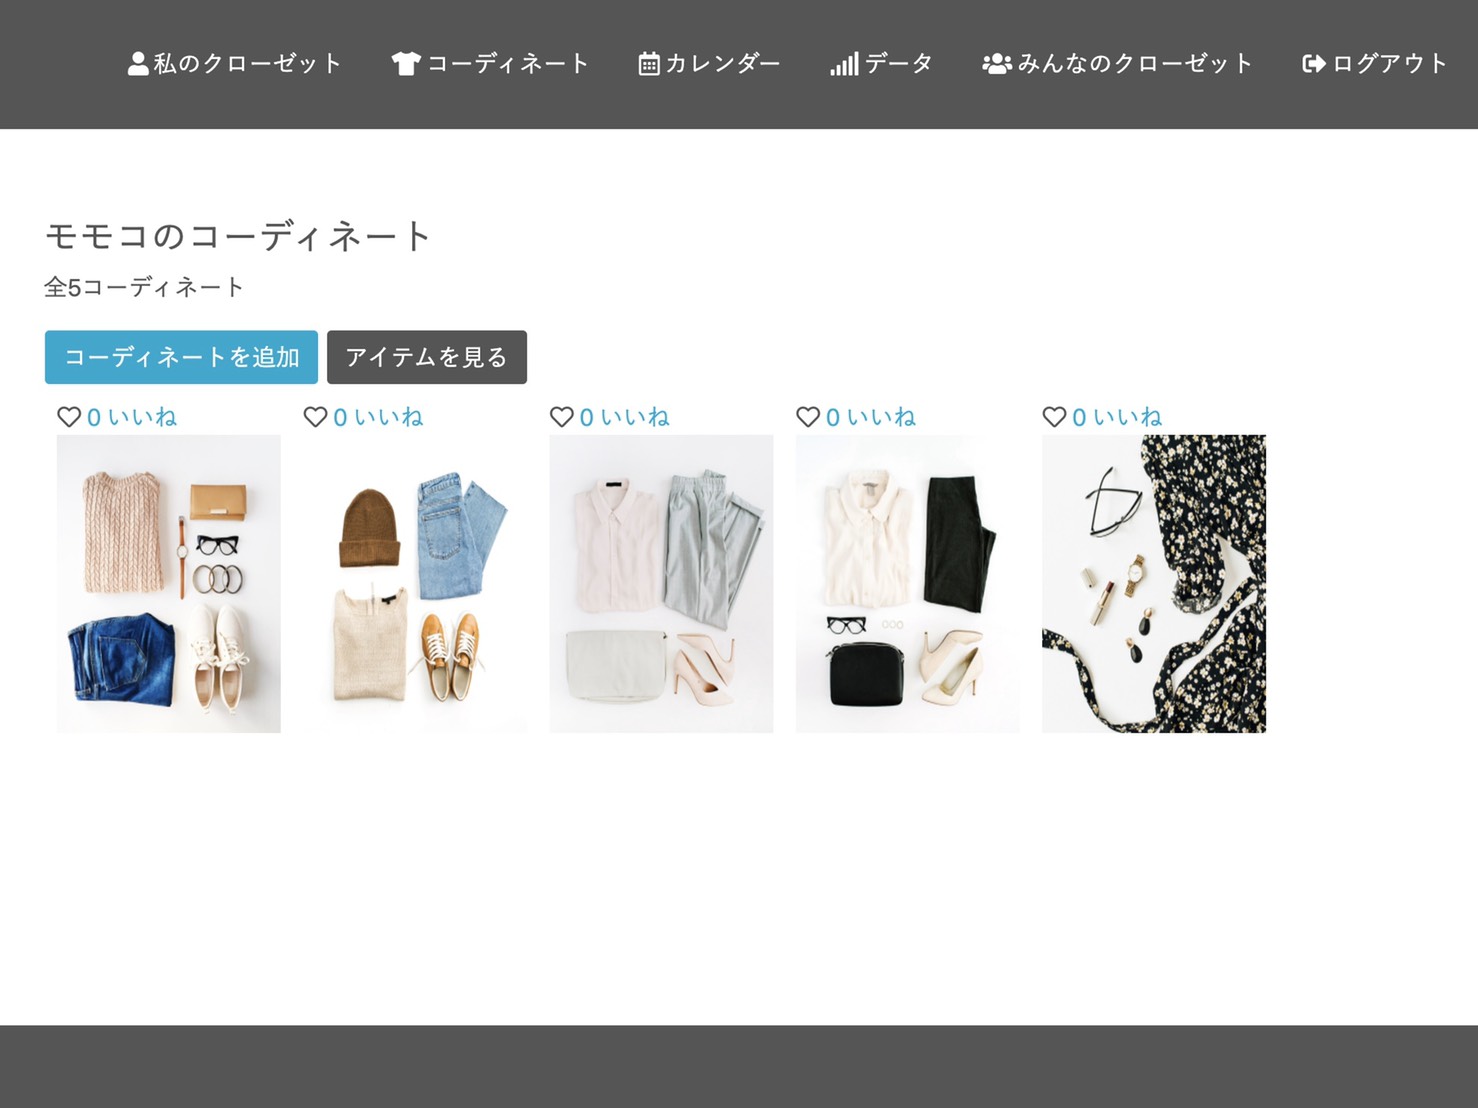 私のクローゼット コーディネート カレンダー データ みんなのクローゼット ログアウト
モモコのコーディネート
全5コーディネート
コーディネートを追加 アイテムを見る
0 いいね 0 いいね 0 いいね 0 いいね 0 いいね